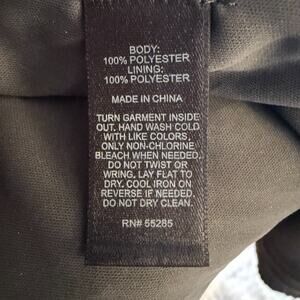 BODY:
100% POLYESTER
LINING:
100% POLYESTER
MADE IN CHINA
TURN GARMENT INSIDE
OUT. HAND WASH COLD
WITH LIKE COLORS.
ONLY NON-CHLORINE
BLEACH WHEN NEEDED.
DO NOT TWIST OR
WRING. LAY FLAT TO
DRY. COOL IRON ON
REVERSE IF NEEDED.
DO NOT DRY CLEAN.
RN# 55285